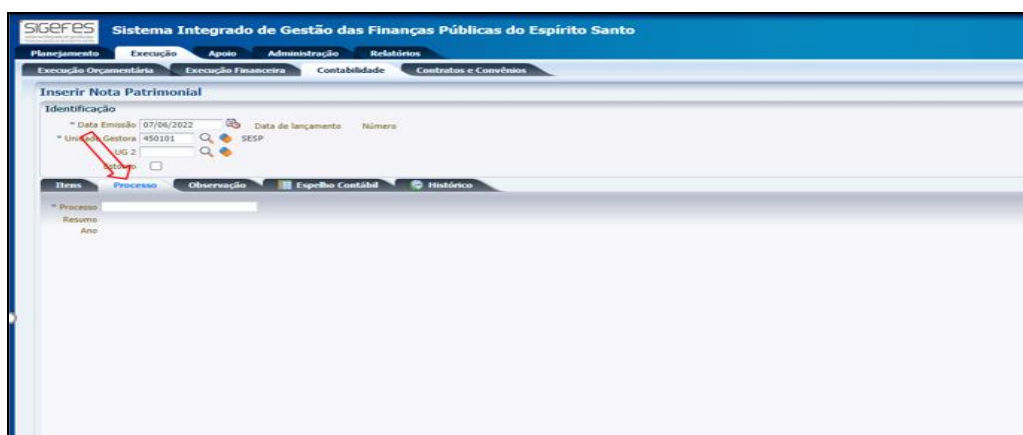 SIGEFES
Sistema Integrado de Gestão das Finanças Públicas do Espírito Santo
Planejamento Execução Apoio Administração Relatórios
Execução Orçamentária Execução Financeira Contabilidade Contratos e Convênios
Inserir Nota Patrimonial
Identificação
* Data Emissão 07/06/2022 Data de lançamento Número
* Unidade Gestora 450101 SESP
UG 2
Estorno
Itens Processo Observação Espelho Contábil Histórico
* Processo
Resumo
Ano